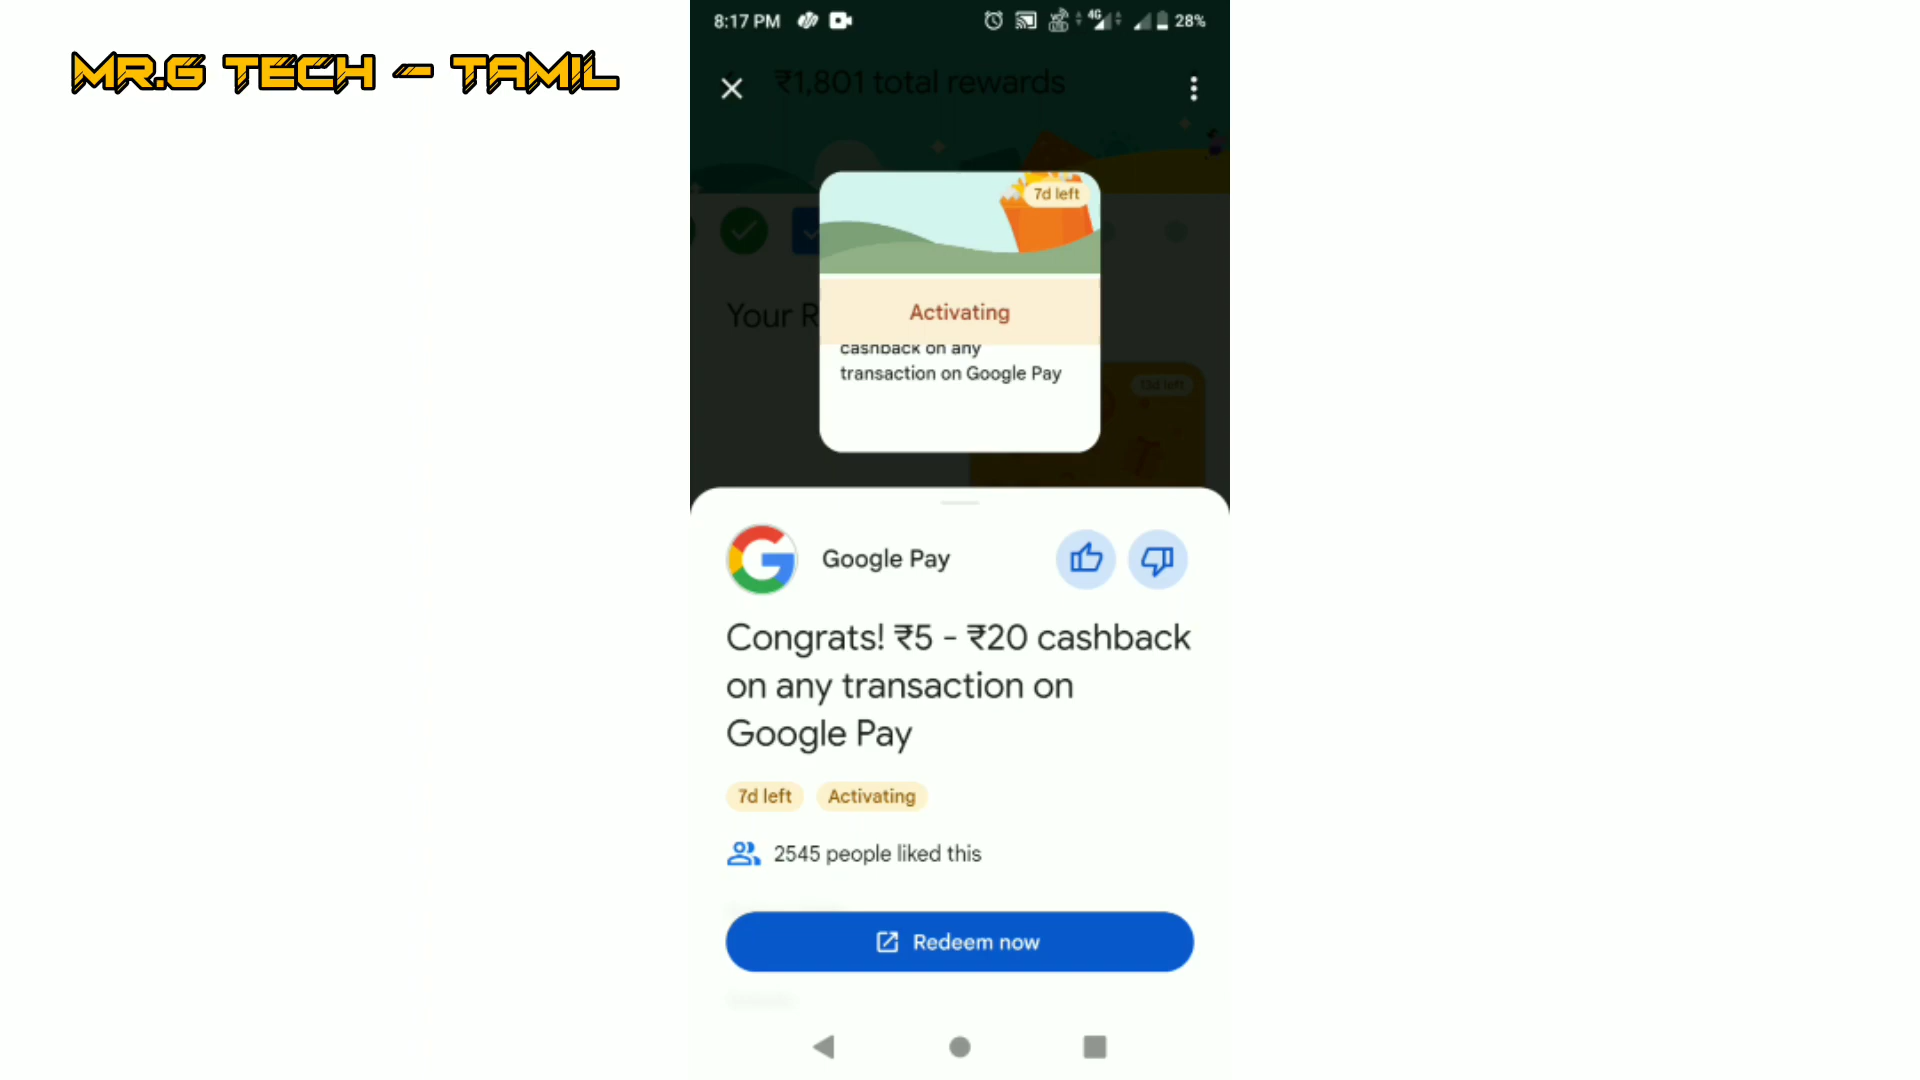 MR.G TECH - TAMIL
8:17 PM
4G
28%
₹1,801 total rewards
7d left
Your R
Activating
cashback on any
transaction on Google Pay
13d left
Google Pay
Congrats! ₹5 - ₹20 cashback
on any transaction on
Google Pay
7d left
Activating
2545 people liked this
Redeem now